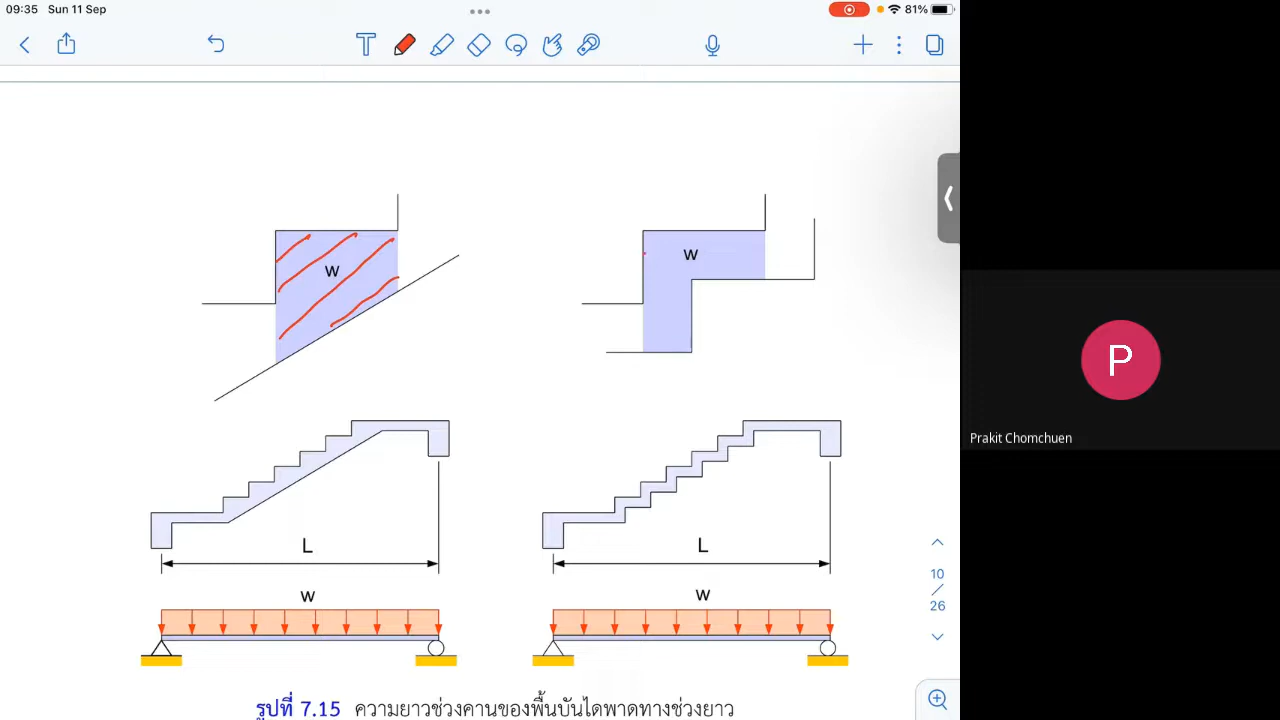 09:35 Sun 11 Sep
81%
T
w
w
P
Prakit Chomchuen
L
L
10
26
w
w
รูปที่ 7.15 ความยาวช่วงคานของพื้นบันไดพาดทางช่วงยาว